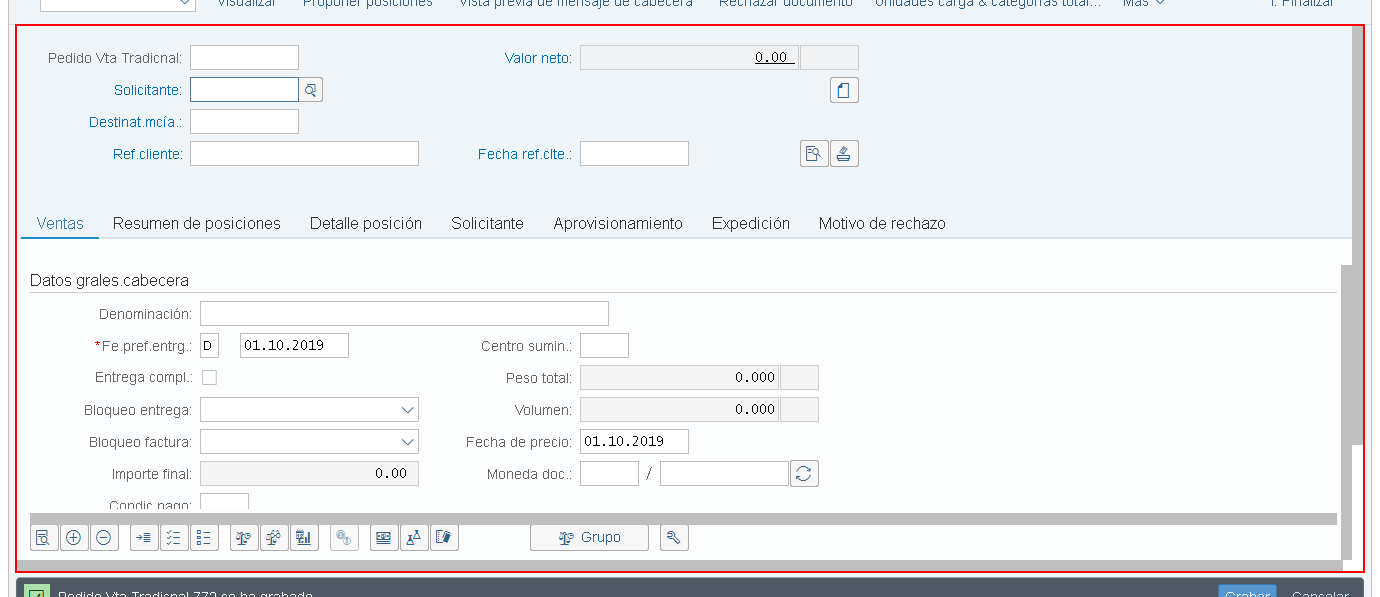 Visualizar Proponer posiciones Vista previa de mensaje de cabecera Rechazar documento Unidades carga & categorías total... Más 1. Finalizar
Pedido Vta Tradicnal: Valor neto: 0.00
Solicitante:
Destinat.mcía.:
Ref.cliente: Fecha ref.clte.:
Ventas Resumen de posiciones Detalle posición Solicitante Aprovisionamiento Expedición Motivo de rechazo
Datos grales.cabecera
Denominación:
*Fe.pref.entrg.: D 01.10.2019 Centro sumin.:
Entrega compl.: Peso total: 0.000
Bloqueo entrega: Volumen: 0.000
Bloqueo factura: Fecha de precio: 01.10.2019
Importe final: 0.00 Moneda doc.: /
Condic.pago:
Grupo
Pedido Vta Tradicnal 772 se ha grabado Grabar Cancelar